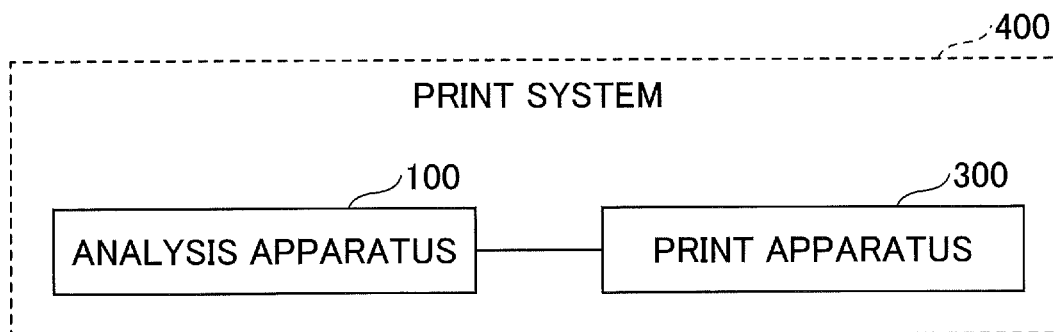 400
PRINT SYSTEM
100
300
ANALYSIS APPARATUS
PRINT APPARATUS